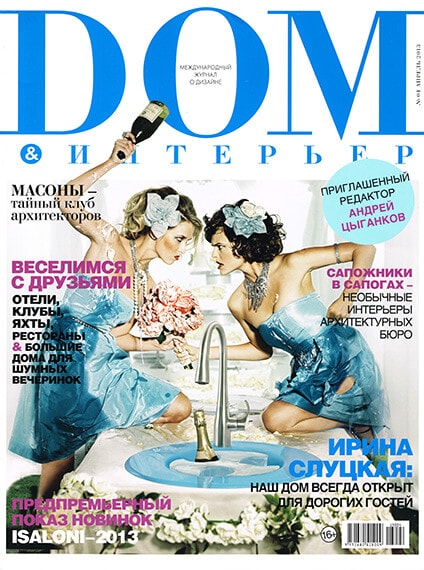 DOM
& ИНТЕРЬЕР
МЕЖДУНАРОДНЫЙ
ЖУРНАЛ
О ДИЗАЙНЕ
№ 04 АПРЕЛЬ 2013
МАСОНЫ –
тайный клуб
архитекторов
ПРИГЛАШЕННЫЙ
РЕДАКТОР
АНДРЕЙ
ЦЫГАНКОВ
ВЕСЕЛИМСЯ
С ДРУЗЬЯМИ
ОТЕЛИ,
КЛУБЫ,
ЯХТЫ,
РЕСТОРАНЫ
& БОЛЬШИЕ
ДОМА ДЛЯ
ШУМНЫХ
ВЕЧЕРИНОК
САПОЖНИКИ
В САПОГАХ –
НЕОБЫЧНЫЕ
ИНТЕРЬЕРЫ
АРХИТЕКТУРНЫХ
БЮРО
ИРИНА
СЛУЦКАЯ:
НАШ ДОМ ВСЕГДА ОТКРЫТ
ДЛЯ ДОРОГИХ ГОСТЕЙ
ПРЕДПРЕМЬЕРНЫЙ
ПОКАЗ НОВИНОК
ISALONI–2013
16+